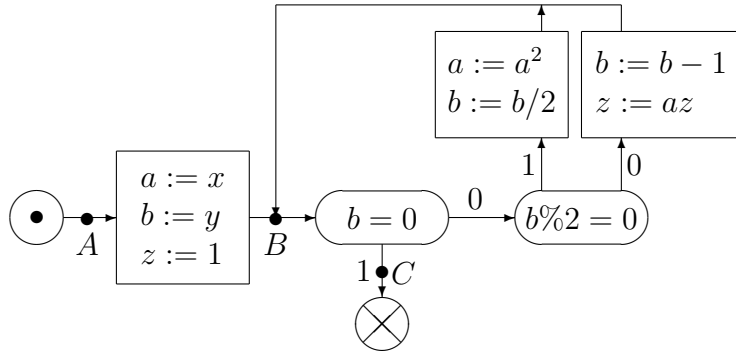 a := a²
b := b/2
b := b − 1
z := az
1
0
a := x
b := y
z := 1
A
B
b = 0
0
b%2 = 0
1
C